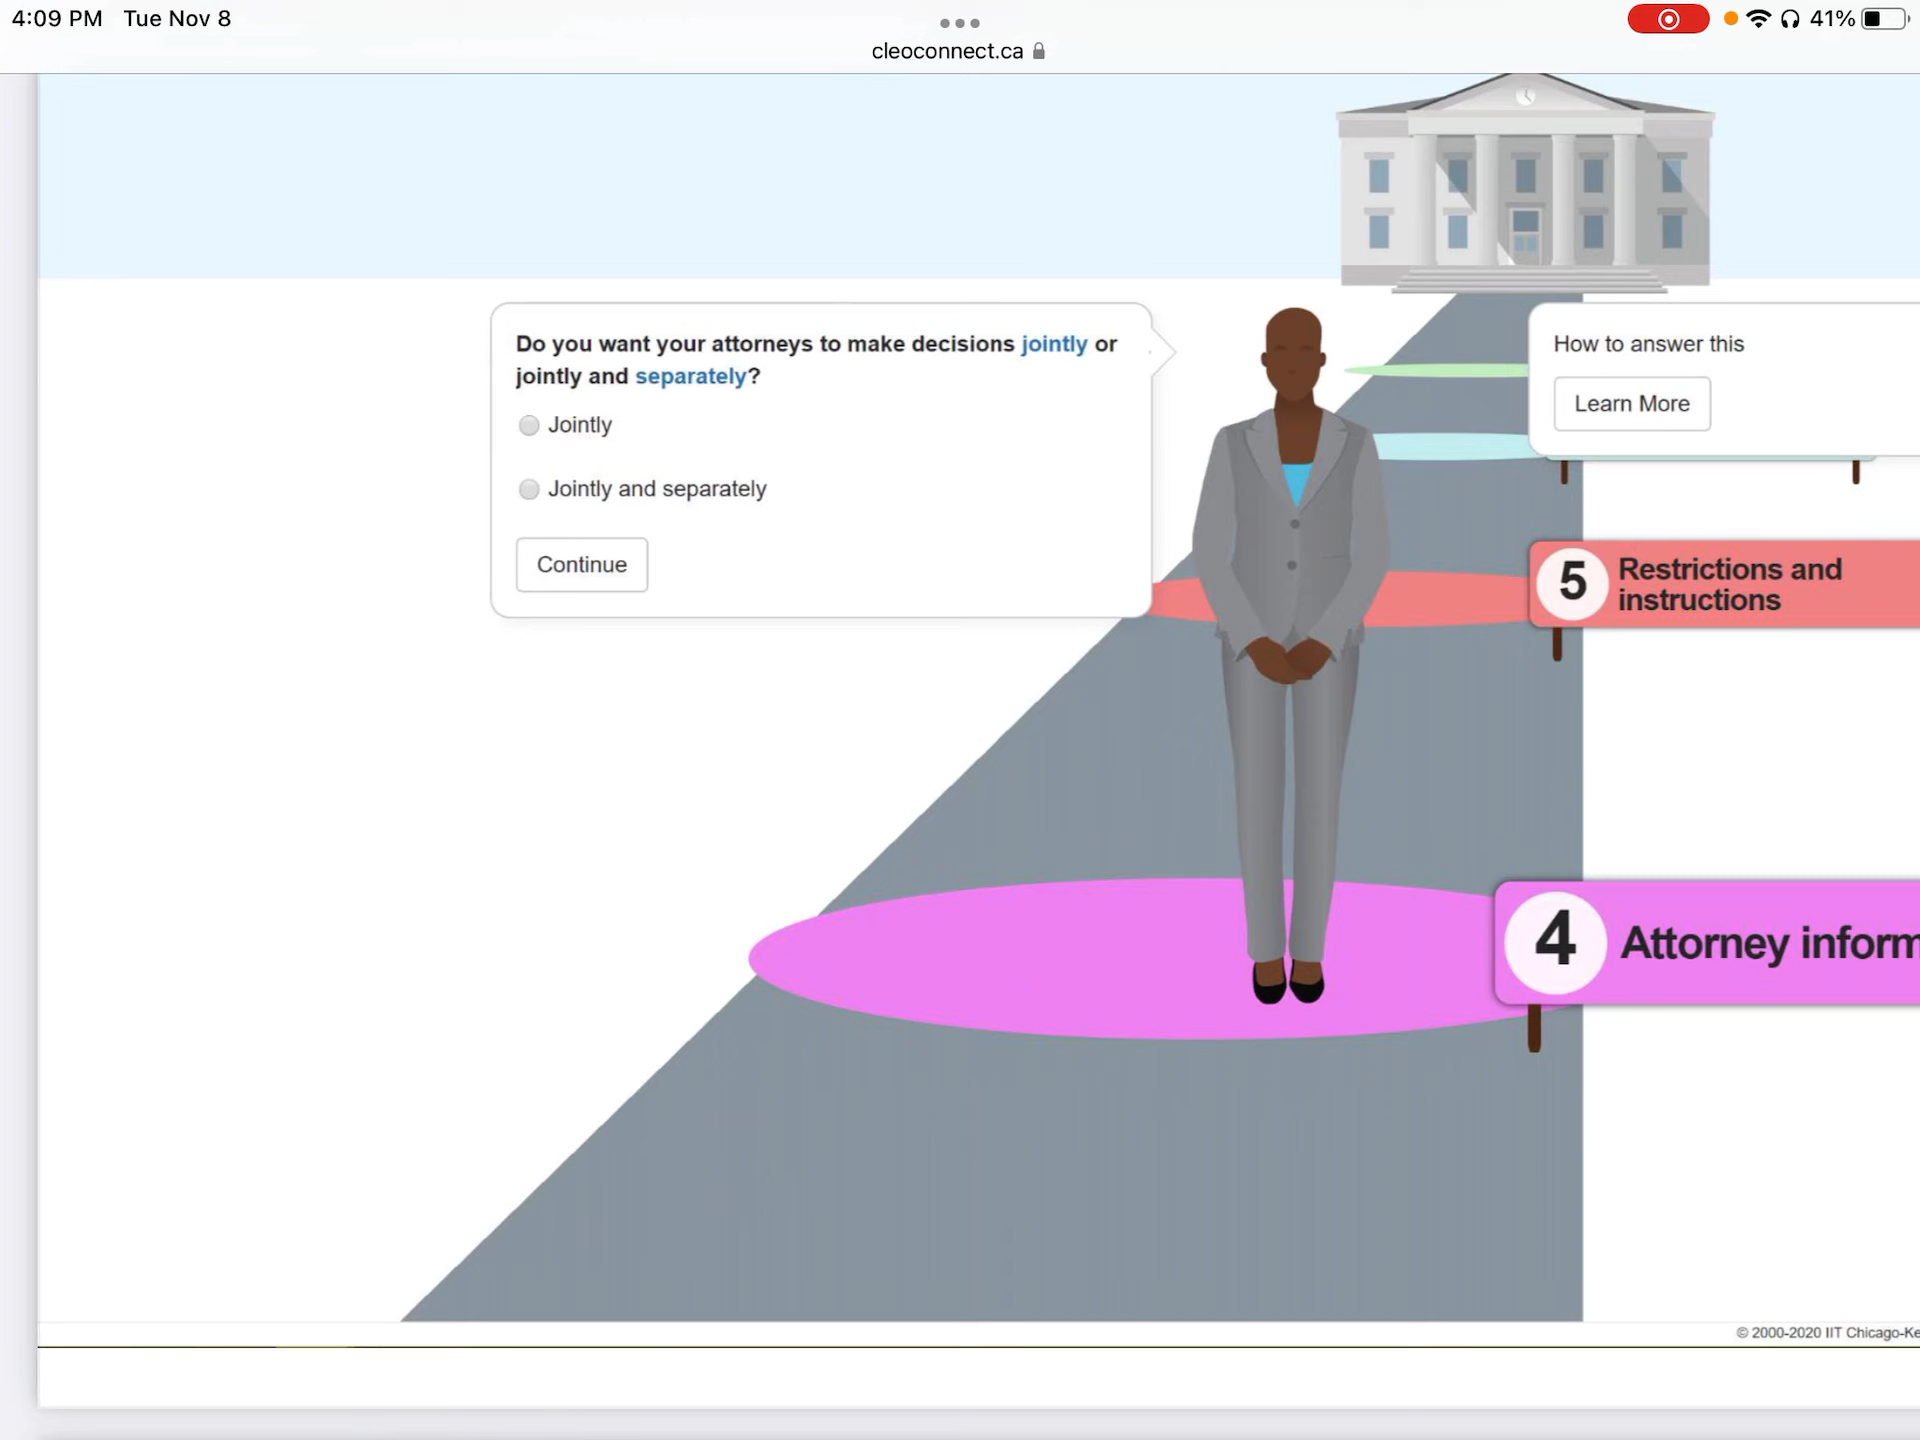 4:09 PM Tue Nov 8
41%
cleoconnect.ca
Do you want your attorneys to make decisions jointly or
jointly and separately?
Jointly
Jointly and separately
Continue
How to answer this
Learn More
5 Restrictions and
instructions
4 Attorney inform
© 2000-2020 IIT Chicago-Ke